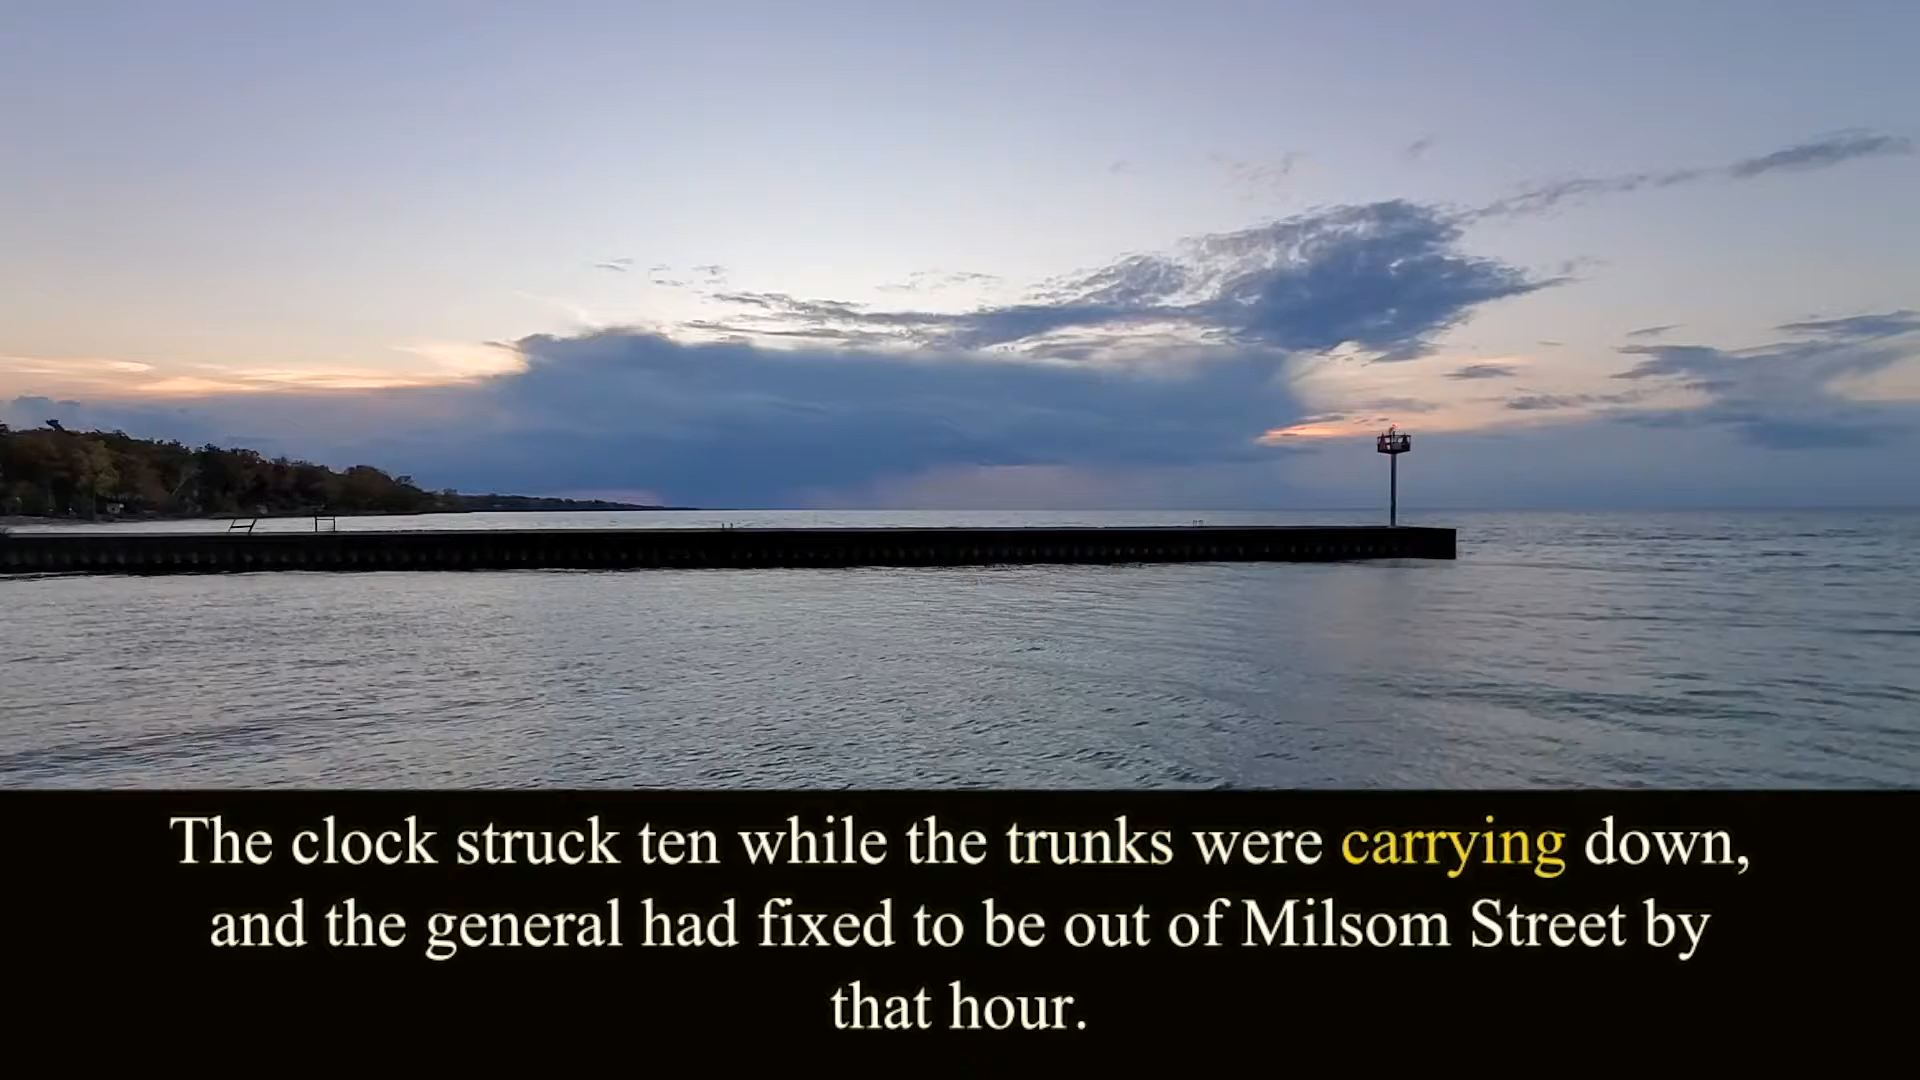 The clock struck ten while the trunks were carrying down,
and the general had fixed to be out of Milsom Street by
that hour.